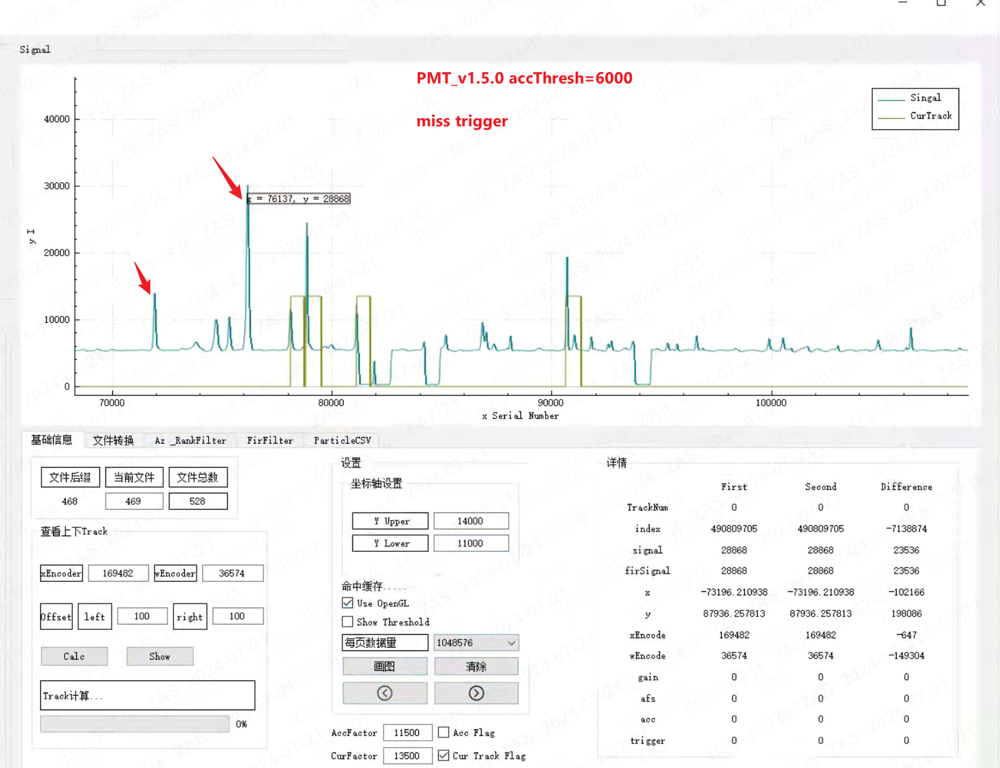 Signal
PMT_v1.5.0 accThresh=6000
miss trigger
Singal
CurTrack
40000
30000
20000
10000
0
y I
x = 76137, y = 28868
70000
80000
90000
100000
x Serial Number
基础信息
文件转换
Az _RankFilter
FirFilter
ParticleCSV
文件后缀
当前文件
文件总数
468
469
528
查看上下Track
xEncoder
169482
wEncoder
36574
Offset
left
100
right
100
Calc
Show
Track计算...
0%
设置
坐标轴设置
Y Upper
14000
Y Lower
11000
命中缓存.....
Use OpenGL
Show Threshold
每页数据量
1048576
画图
清除
AccFactor
11500
Acc Flag
CurFactor
13500
Cur Track Flag
详情
First Second Difference
TrackNum 0 0 0
index 490809705 490809705 -7138874
signal 28868 28868 23536
firSignal 28868 28868 23536
x -73196.210938 -73196.210938 -102166
y 87936.257813 87936.257813 198086
xEncode 169482 169482 -647
wEncode 36574 36574 -149304
gain 0 0 0
afs 0 0 0
acc 0 0 0
trigger 0 0 0
中安半导体 ZAS 2024-07-21